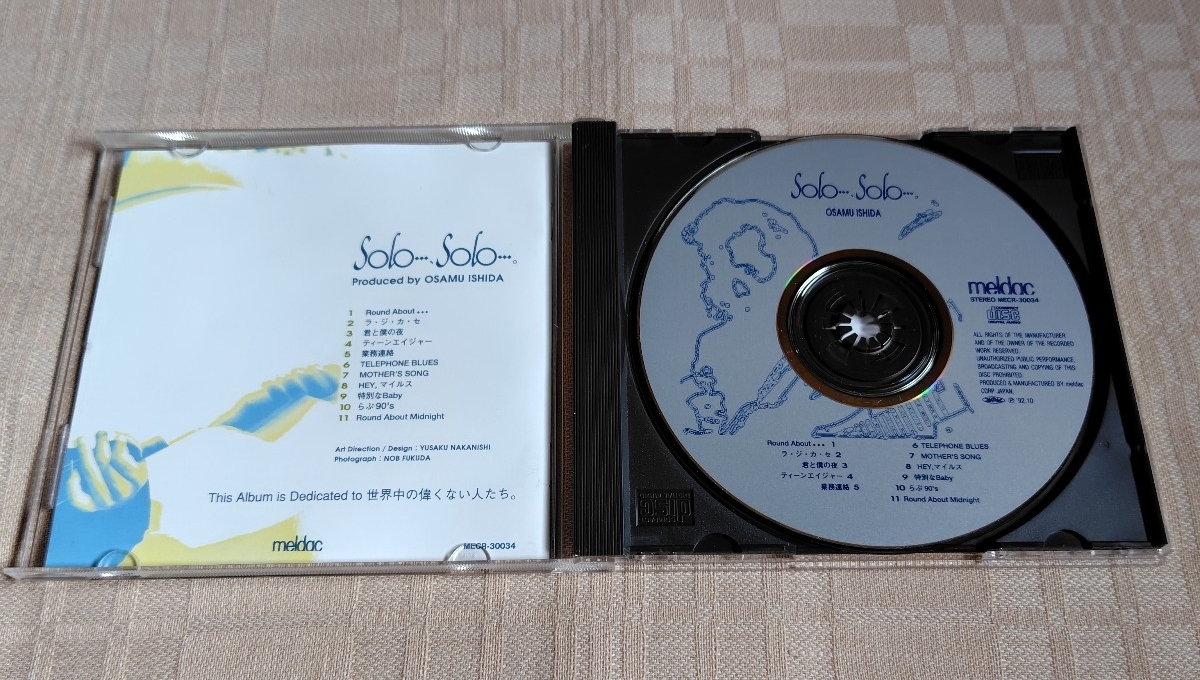 Solo…、Solo…。
Produced by OSAMU ISHIDA
1 Round About •••
2 ラ・ジ・カ・セ
3 君と僕の夜
4 ティーンエイジャー
5 業務連絡
6 TELEPHONE BLUES
7 MOTHER'S SONG
8 HEY, マイルス
9 特別なBaby
10 らぶ90's
11 Round About Midnight
Art Direction / Design : YUSAKU NAKANISHI
Photograph : NOB FUKUDA
This Album is Dedicated to 世界中の偉くない人たち。
meldac
MECR-30034
Solo…、Solo…。
OSAMU ISHIDA
meldac
STEREO MECR-30034
COMPACT
disc
DIGITAL AUDIO
ALL RIGHTS OF THE MANUFACTURER
AND OF THE OWNER OF THE RECORDED
WORK RESERVED.
UNAUTHORIZED PUBLIC PERFORMANCE,
BROADCASTING AND COPYING OF THIS
DISC PROHIBITED.
PRODUCED & MANUFACTURED BY meldac
CORP. JAPAN.
℗ '92.10
Round About ••• 1
ラ・ジ・カ・セ 2
君と僕の夜 3
ティーンエイジャー 4
業務連絡 5
6 TELEPHONE BLUES
7 MOTHER'S SONG
8 HEY,マイルス
9 特別なBaby
10 らぶ90's
11 Round About Midnight